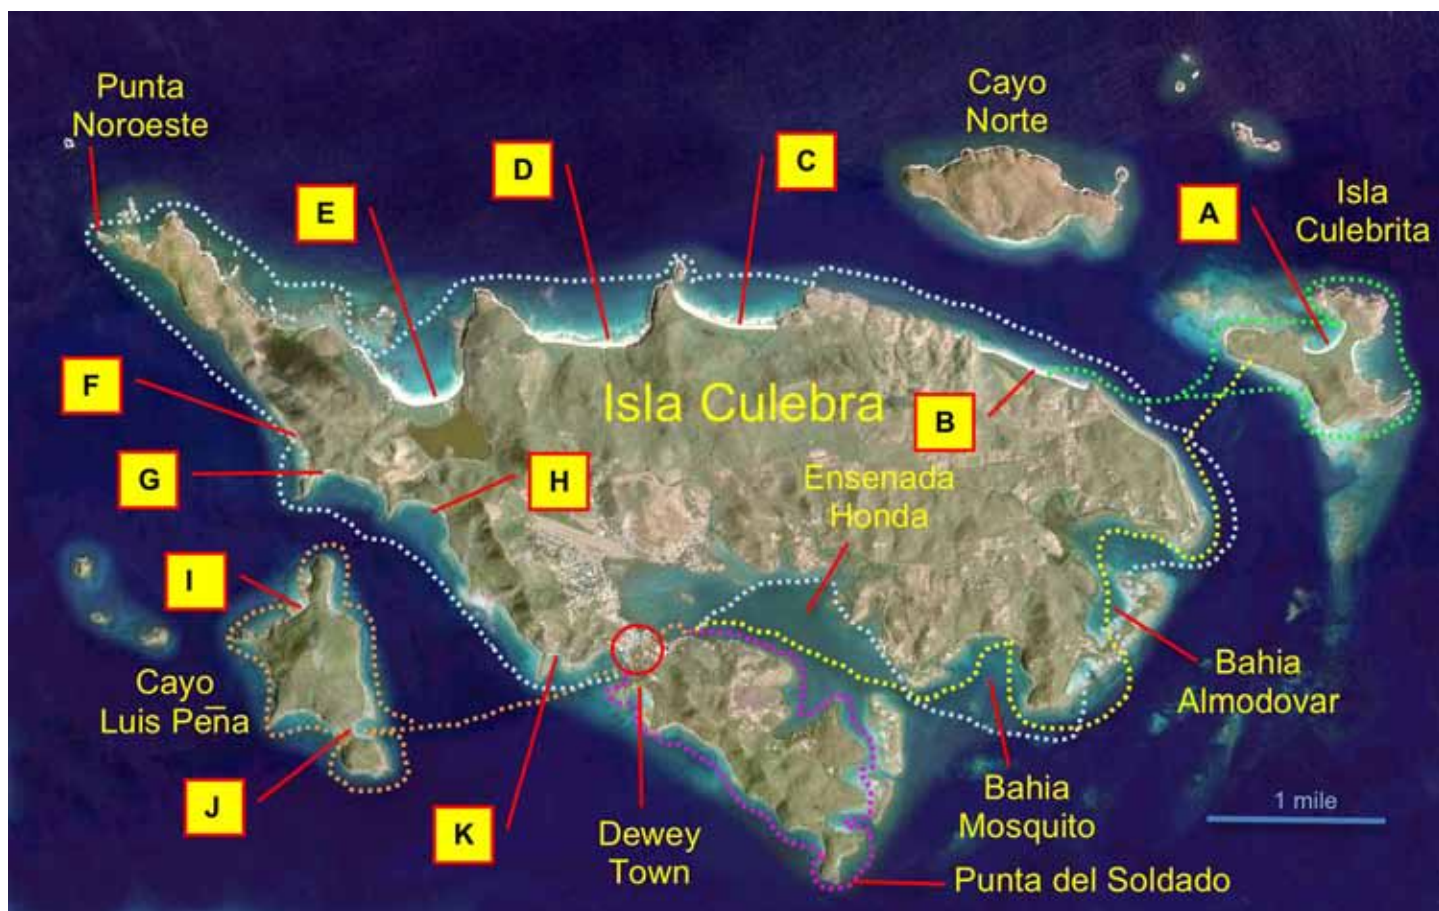 Punta
Noroeste
Cayo
Norte
D
C
E
A
Isla
Culebrita
F
Isla Culebra
B
G
H
Ensenada
Honda
I
Cayo
Luis Peña
Bahia
Almodovar
J
K
Dewey
Town
Bahia
Mosquito
1 mile
Punta del Soldado